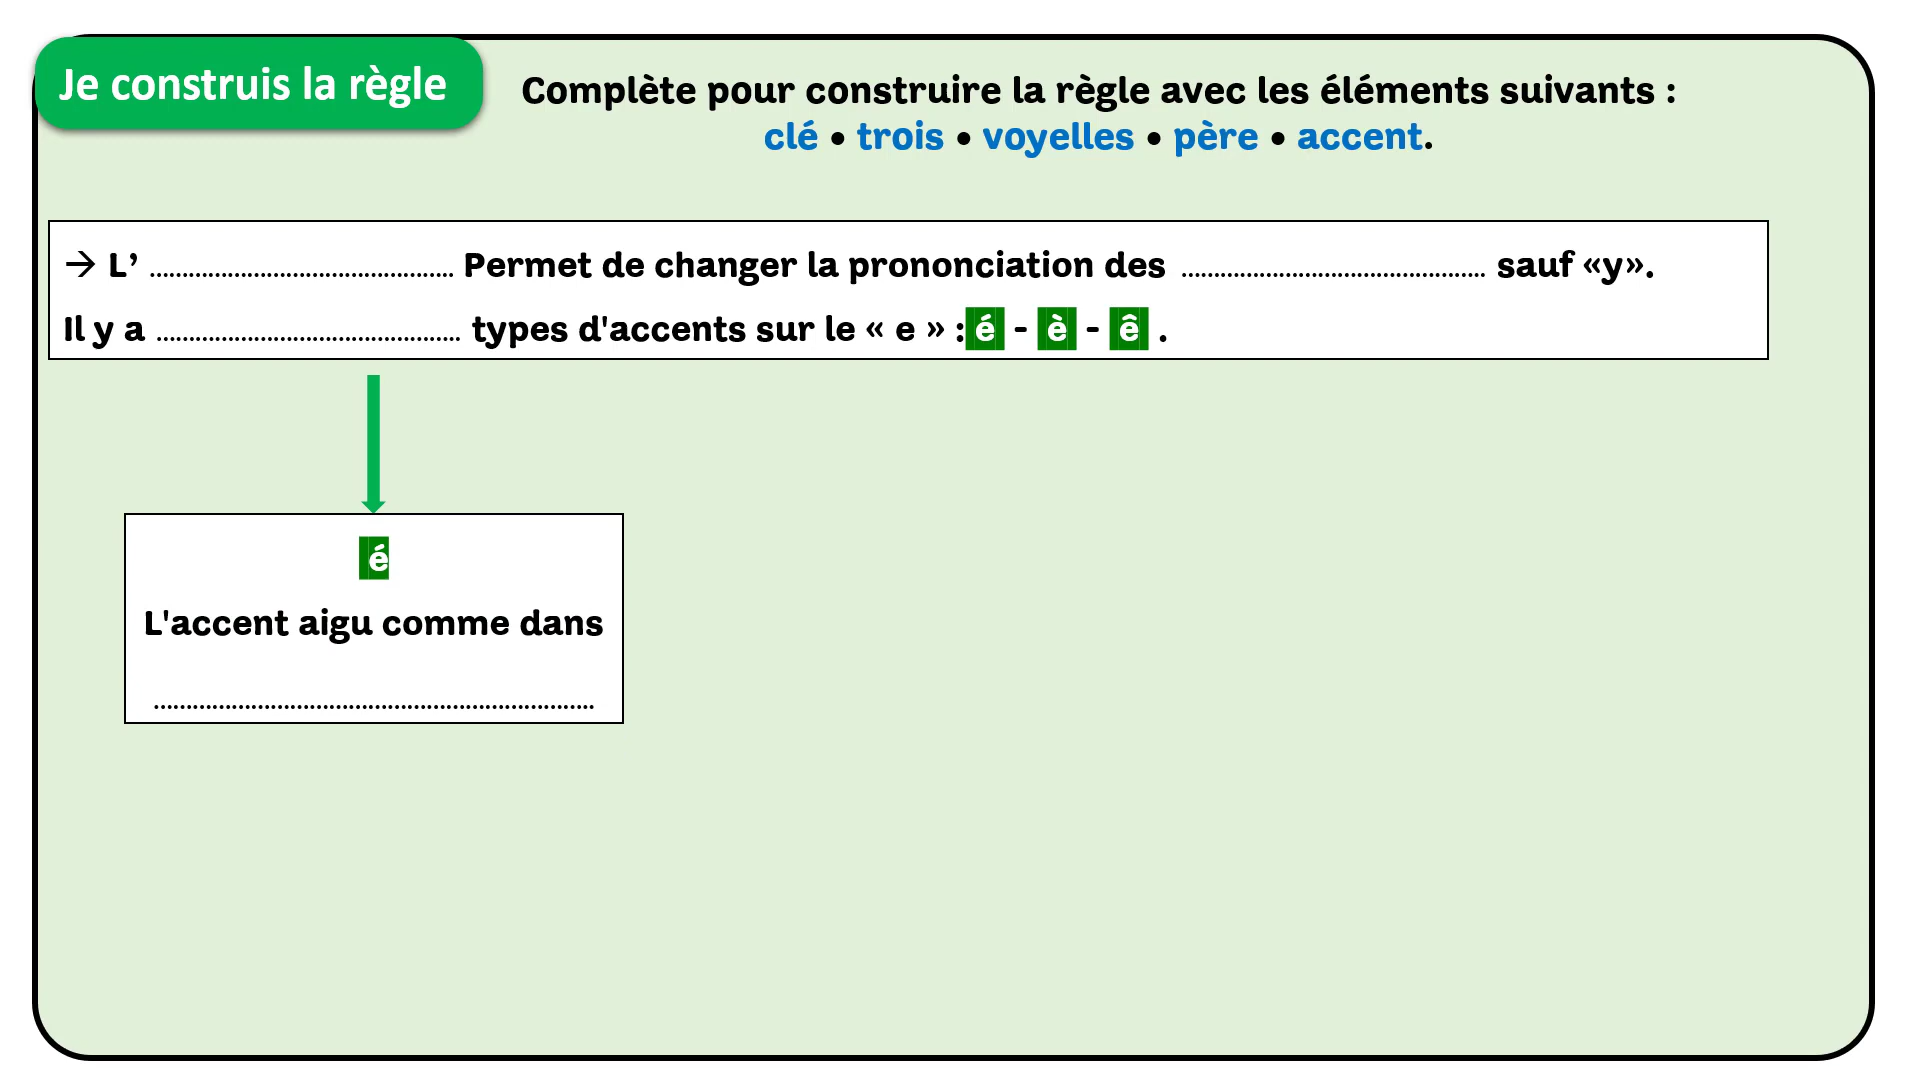 Je construis la règle
Complète pour construire la règle avec les éléments suivants :
clé • trois • voyelles • père • accent.
→ L’ ................................................ Permet de changer la prononciation des ................................................ sauf «y».
Il y a ................................................ types d'accents sur le « e » : é - è - ê .
é
L'accent aigu comme dans
....................................................................